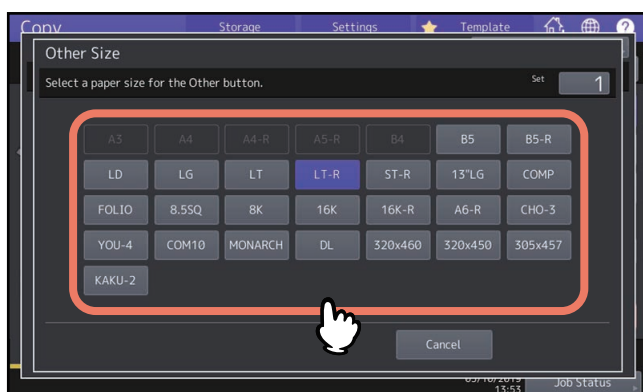 Copy Storage Settings Template ?
Other Size
Select a paper size for the Other button. Set 1
A3 A4 A4-R A5-R B4 B5 B5-R
LD LG LT LT-R ST-R 13"LG COMP
FOLIO 8.5SQ 8K 16K 16K-R A6-R CHO-3
YOU-4 COM10 MONARCH DL 320x460 320x450 305x457
KAKU-2
Cancel
13:53 Job Status